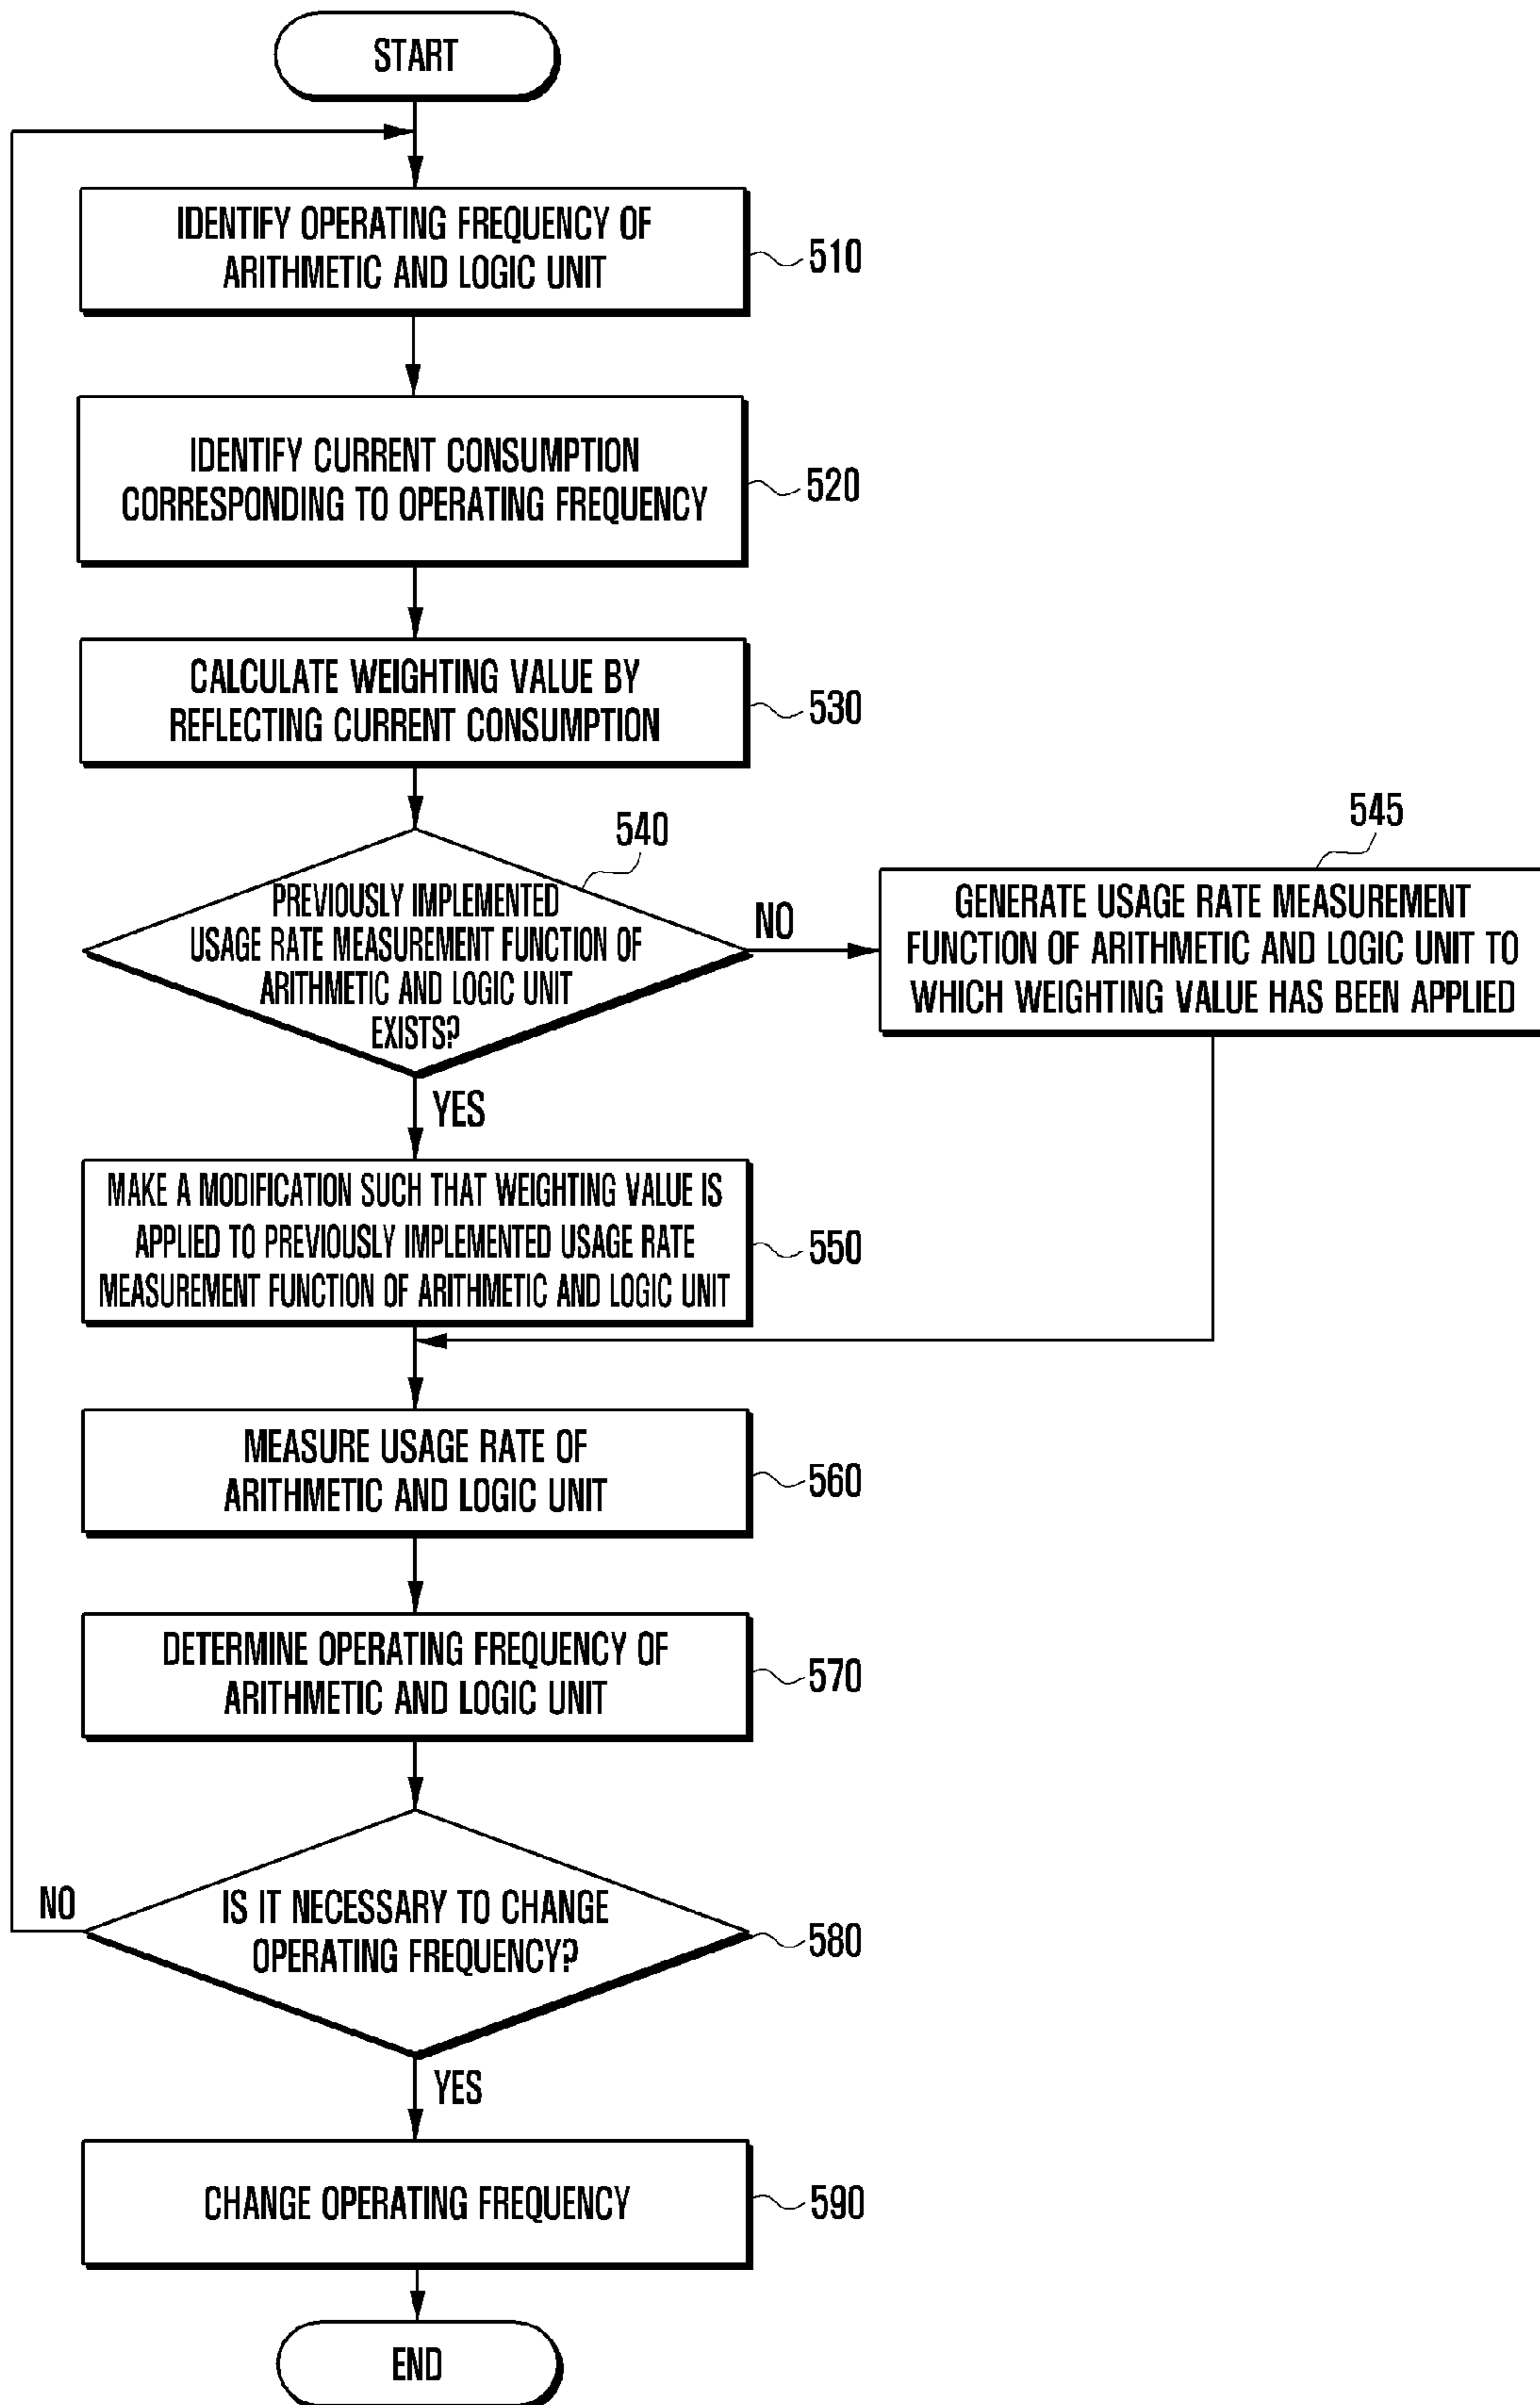 START
IDENTIFY OPERATING FREQUENCY OF
ARITHMETIC AND LOGIC UNIT
510
IDENTIFY CURRENT CONSUMPTION
CORRESPONDING TO OPERATING FREQUENCY
520
CALCULATE WEIGHTING VALUE BY
REFLECTING CURRENT CONSUMPTION
530
540
PREVIOUSLY IMPLEMENTED
USAGE RATE MEASUREMENT FUNCTION OF
ARITHMETIC AND LOGIC UNIT
EXISTS?
NO
545
GENERATE USAGE RATE MEASUREMENT
FUNCTION OF ARITHMETIC AND LOGIC UNIT TO
WHICH WEIGHTING VALUE HAS BEEN APPLIED
YES
MAKE A MODIFICATION SUCH THAT WEIGHTING VALUE IS
APPLIED TO PREVIOUSLY IMPLEMENTED USAGE RATE
MEASUREMENT FUNCTION OF ARITHMETIC AND LOGIC UNIT
550
MEASURE USAGE RATE OF
ARITHMETIC AND LOGIC UNIT
560
DETERMINE OPERATING FREQUENCY OF
ARITHMETIC AND LOGIC UNIT
570
NO
IS IT NECESSARY TO CHANGE
OPERATING FREQUENCY?
580
YES
CHANGE OPERATING FREQUENCY
590
END